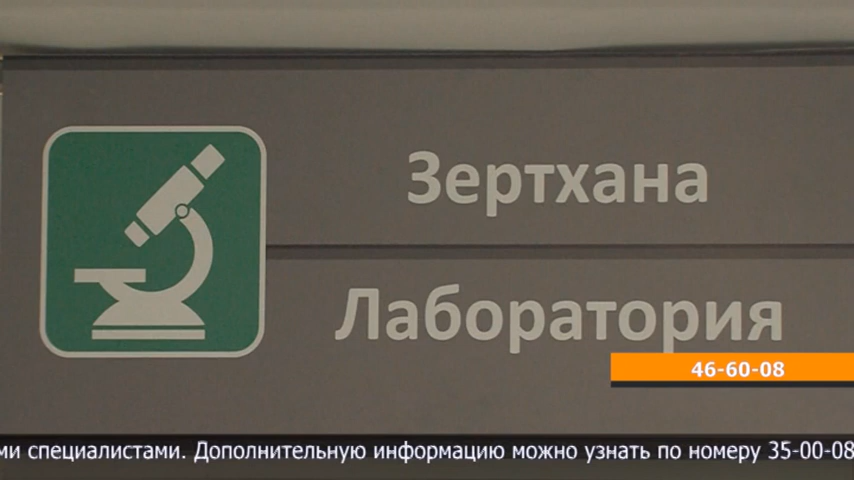 Зертхана
Лаборатория
46-60-08
ми специалистами. Дополнительную информацию можно узнать по номеру 35-00-08